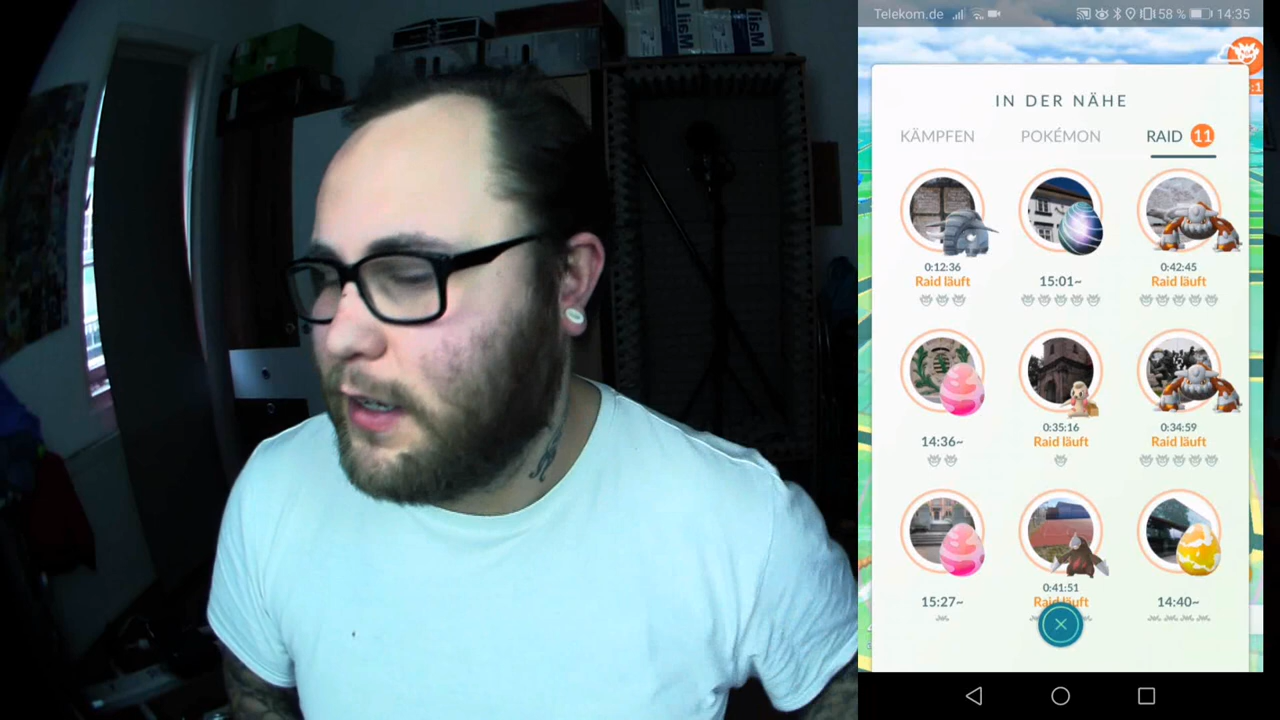 Mail
Mail
Telekom.de 58 % 14:35
IN DER NÄHE
KÄMPFEN POKÉMON RAID 11
0:12:36 15:01~ 0:42:45
Raid läuft Raid läuft
14:36~ 0:35:16 0:34:59
Raid läuft Raid läuft
15:27~ 0:41:51 14:40~
Raid läuft